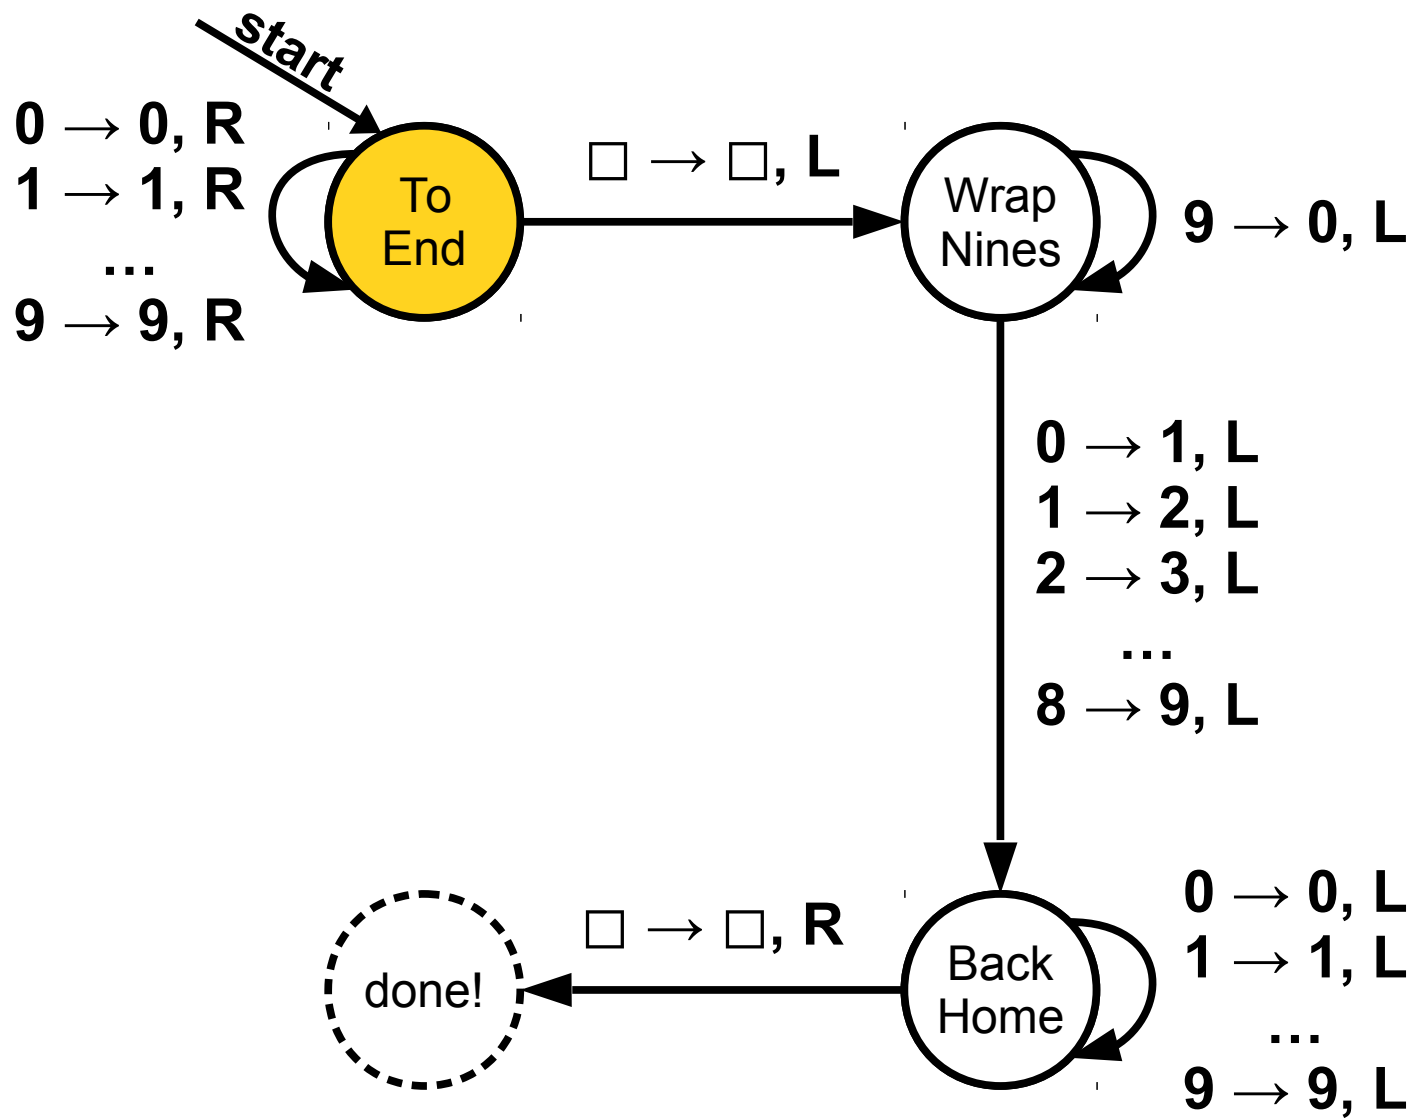 start
0 → 0, R
1 → 1, R
...
9 → 9, R
To
End
□ → □, L
Wrap
Nines
9 → 0, L
0 → 1, L
1 → 2, L
2 → 3, L
...
8 → 9, L
done!
□ → □, R
Back
Home
0 → 0, L
1 → 1, L
...
9 → 9, L